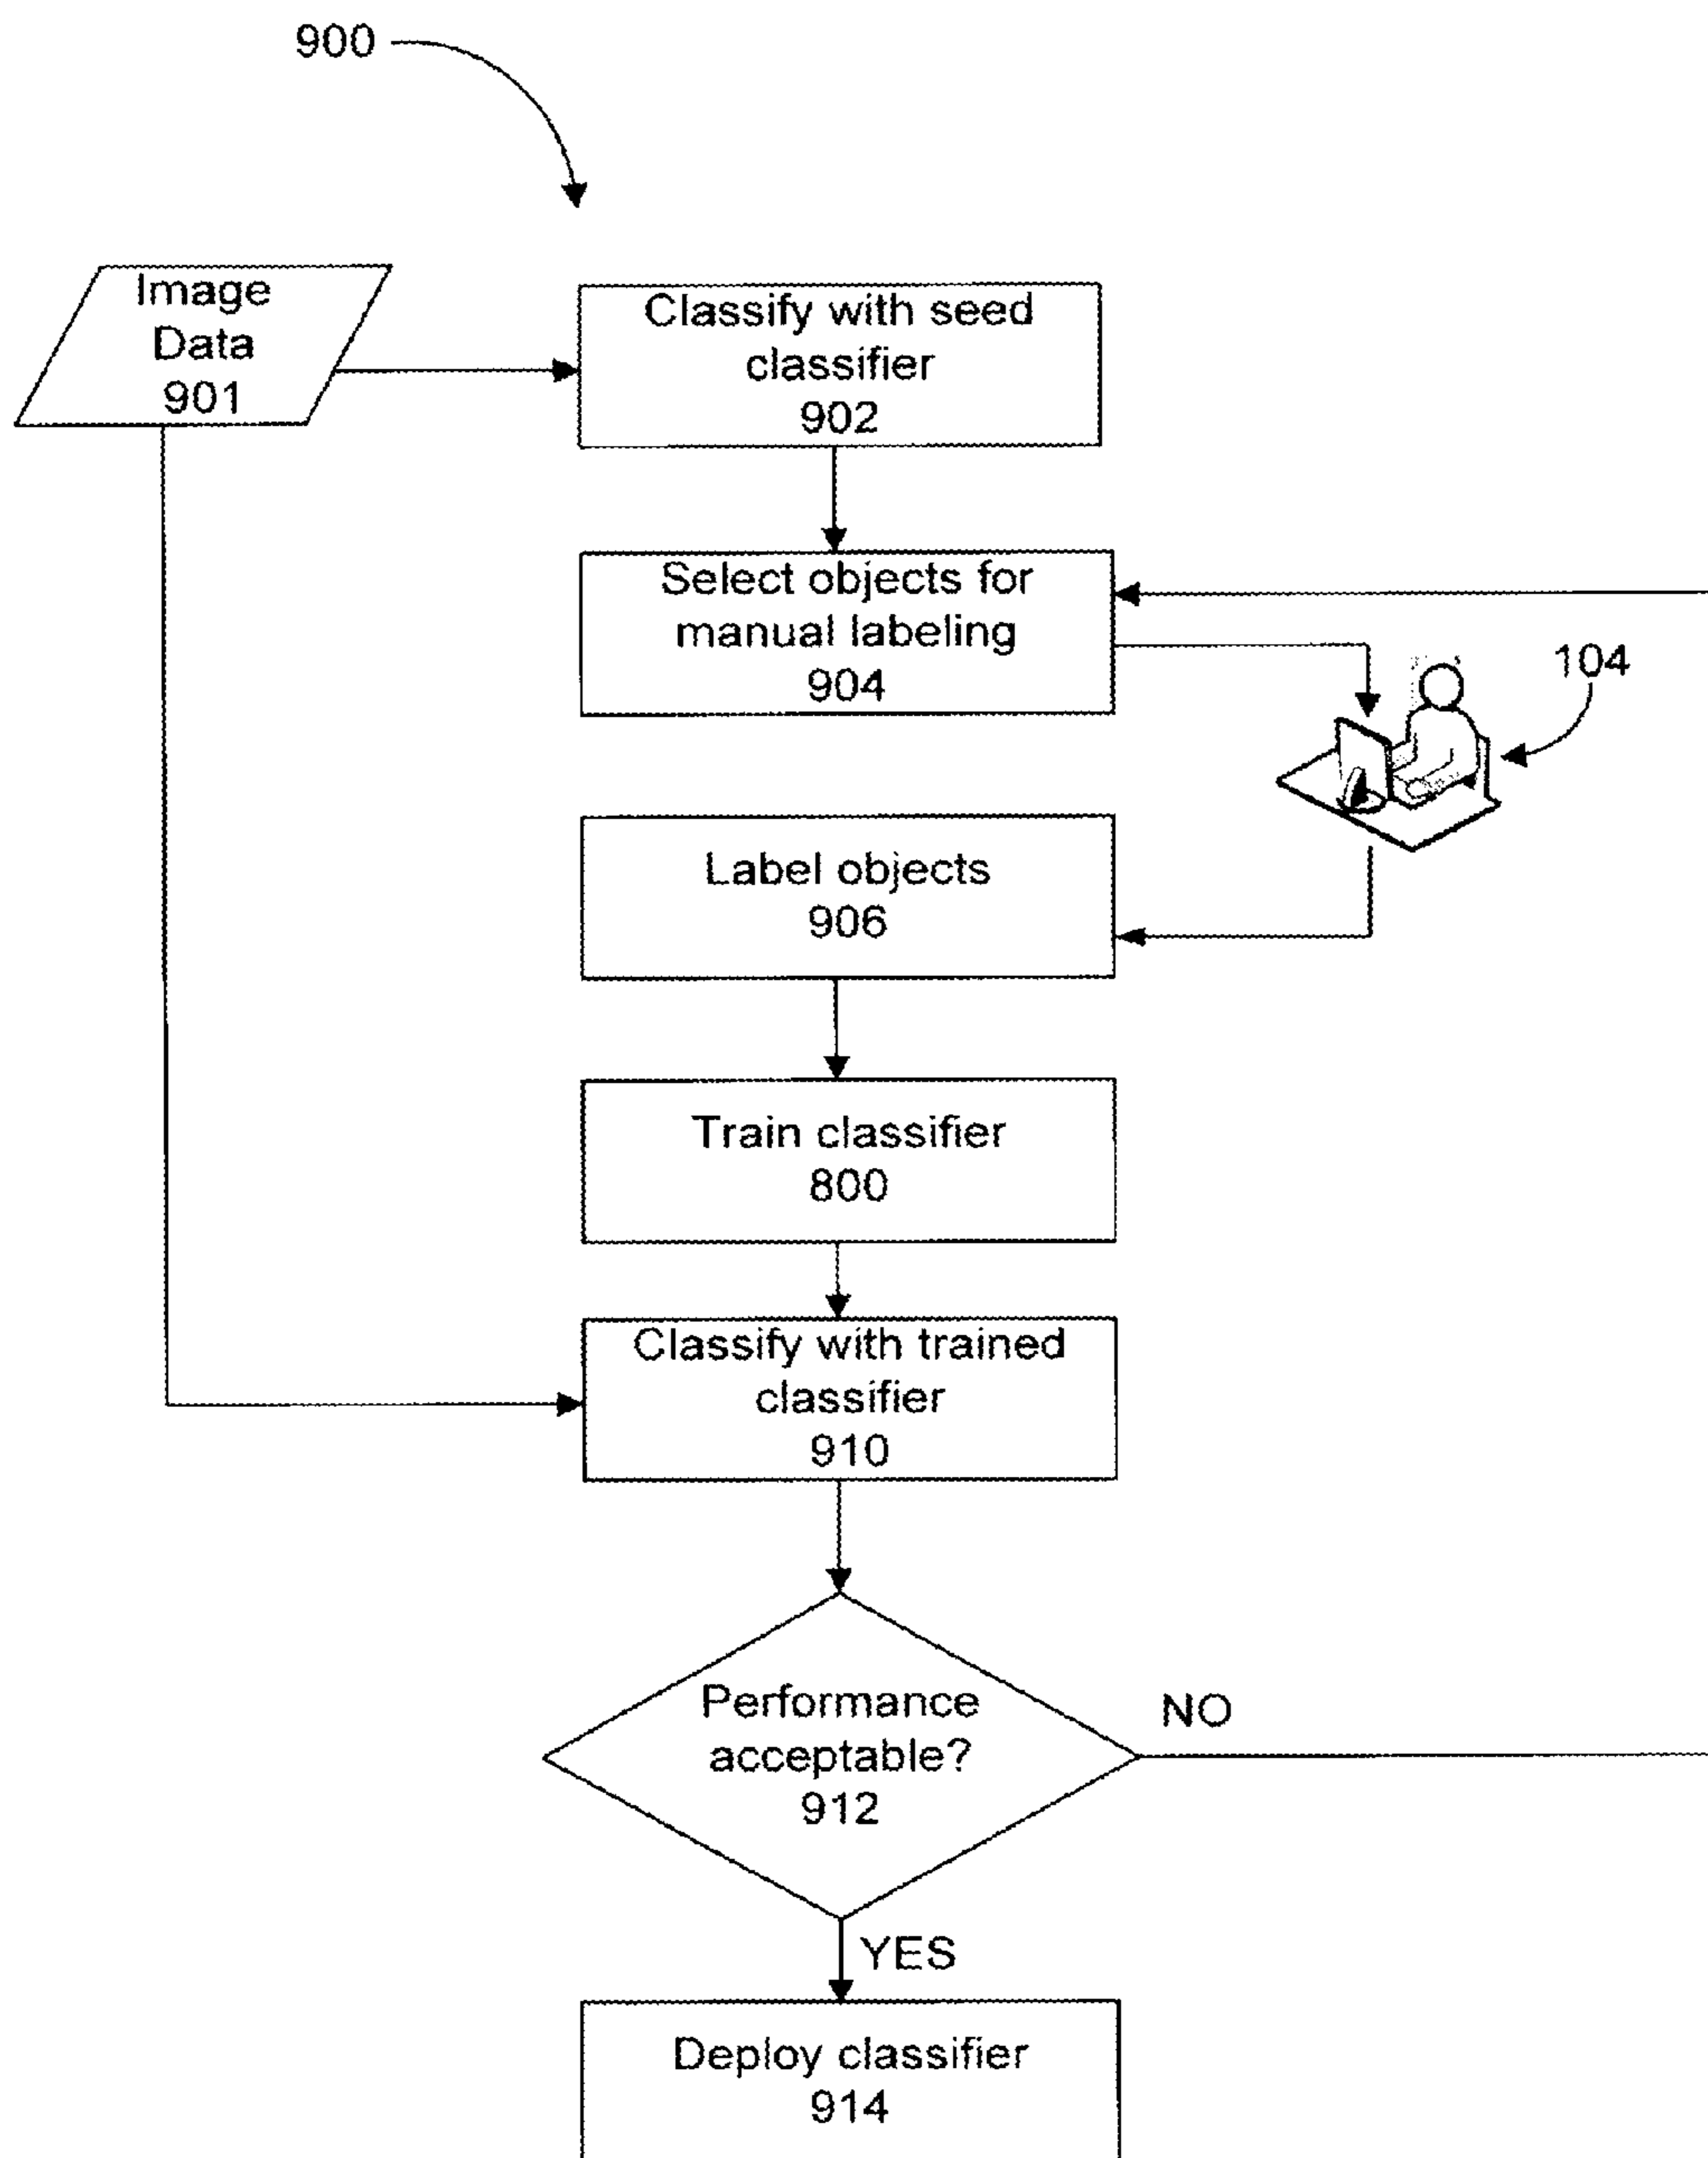 900
Image
Data
901
Classify with seed
classifier
902
Select objects for
manual labeling
904
104
Label objects
906
Train classifier
800
Classify with trained
classifier
910
Performance
acceptable?
912
NO
YES
Deploy classifier
914